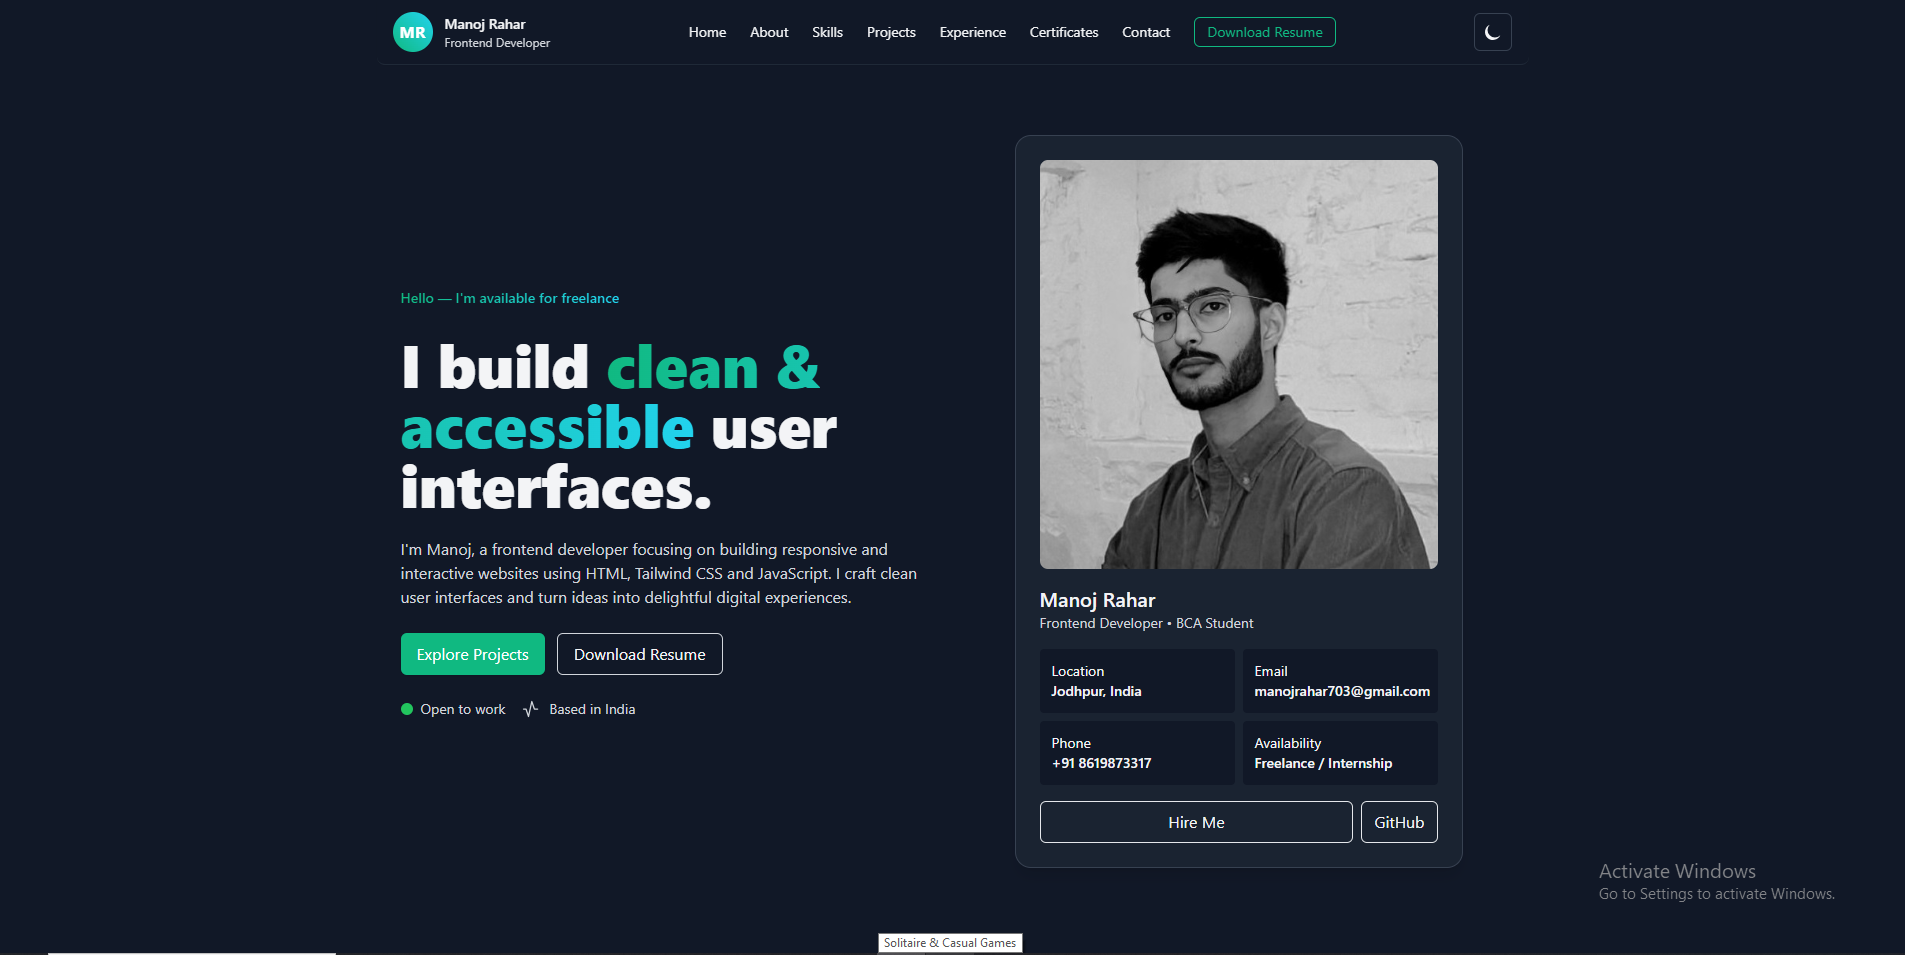 MR
Manoj Rahar
Frontend Developer
Home About Skills Projects Experience Certificates Contact Download Resume
Hello — I'm available for freelance
I build clean &
accessible user
interfaces.
I'm Manoj, a frontend developer focusing on building responsive and
interactive websites using HTML, Tailwind CSS and JavaScript. I craft clean
user interfaces and turn ideas into delightful digital experiences.
Explore Projects Download Resume
Open to work Based in India
Manoj Rahar
Frontend Developer • BCA Student
Location
Jodhpur, India
Email
manojrahar703@gmail.com
Phone
+91 8619873317
Availability
Freelance / Internship
Hire Me GitHub
Activate Windows
Go to Settings to activate Windows.
Solitaire & Casual Games